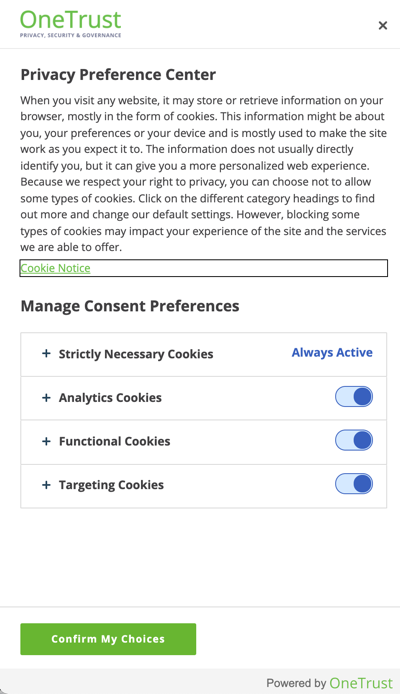 OneTrust
PRIVACY, SECURITY & GOVERNANCE
Privacy Preference Center
When you visit any website, it may store or retrieve information on your
browser, mostly in the form of cookies. This information might be about
you, your preferences or your device and is mostly used to make the site
work as you expect it to. The information does not usually directly
identify you, but it can give you a more personalized web experience.
Because we respect your right to privacy, you can choose not to allow
some types of cookies. Click on the different category headings to find
out more and change our default settings. However, blocking some
types of cookies may impact your experience of the site and the services
we are able to offer.
Cookie Notice
Manage Consent Preferences
Strictly Necessary Cookies Always Active
Analytics Cookies
Functional Cookies
Targeting Cookies
Confirm My Choices
Powered by OneTrust